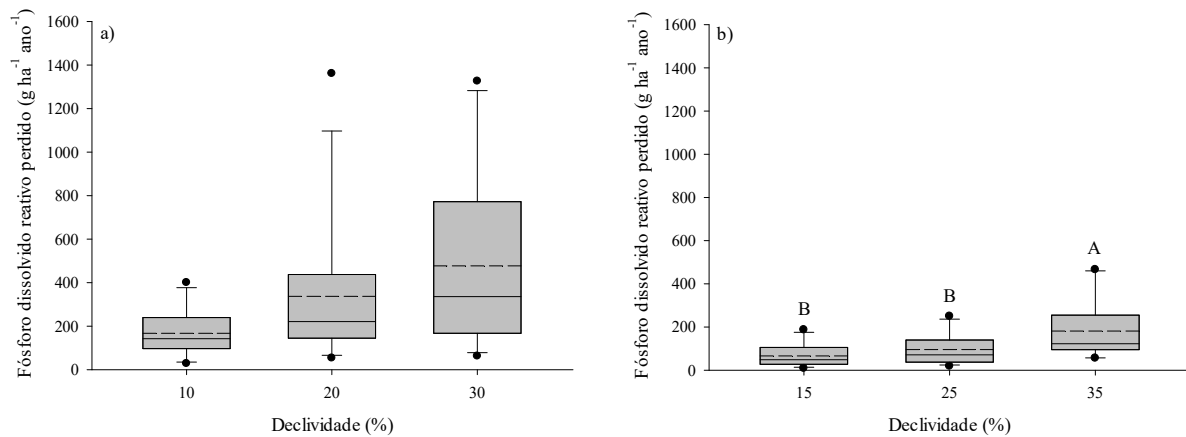 a)
Fósforo dissolvido reativo perdido (g ha⁻¹ ano⁻¹)
1600
1400
1200
1000
800
600
400
200
0
10 20 30
Declividade (%)
b)
Fósforo dissolvido reativo perdido (g ha⁻¹ ano⁻¹)
1600
1400
1200
1000
800
600
400
200
0
B B A
15 25 35
Declividade (%)